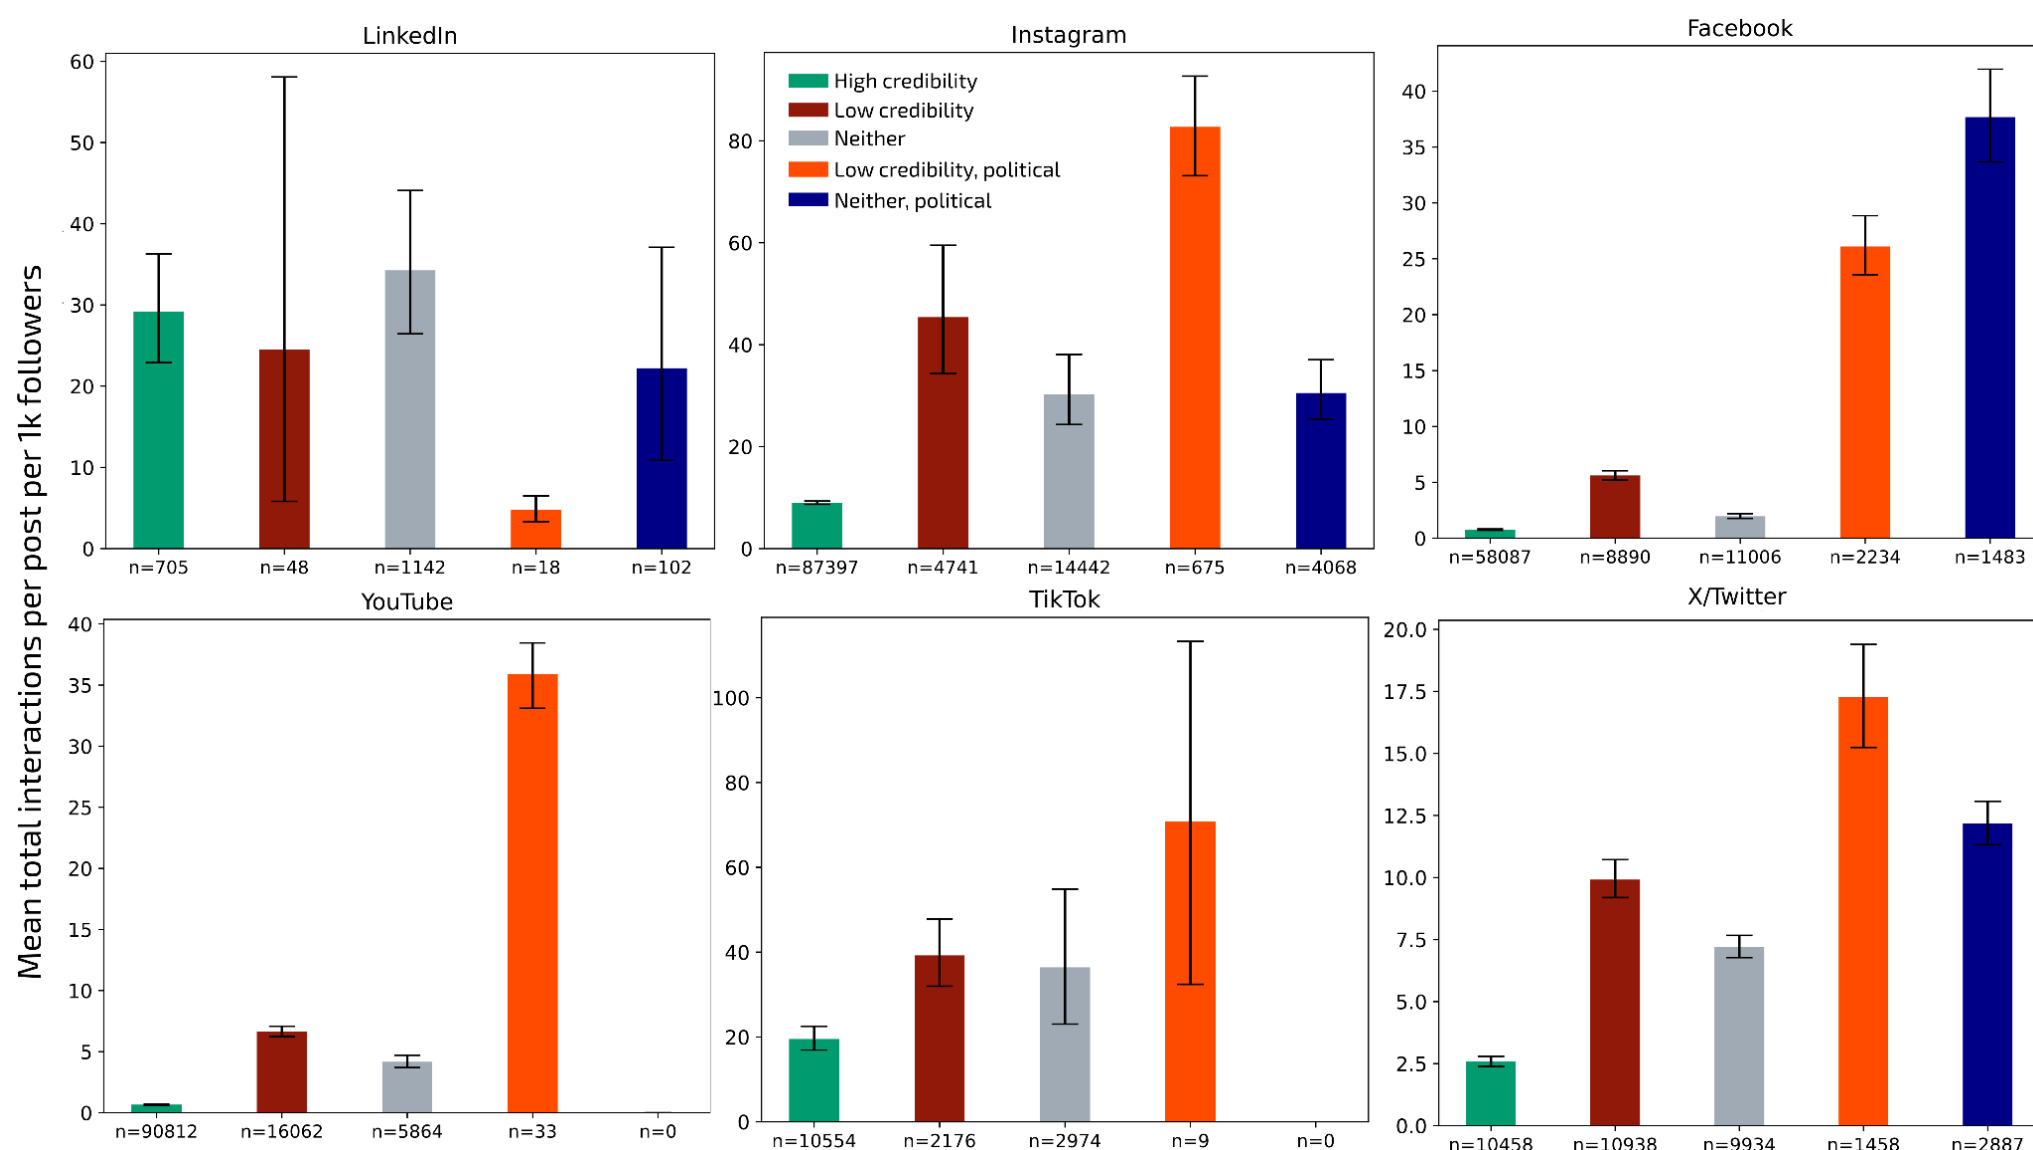 Mean total interactions per post per 1k followers
LinkedIn
60
50
40
30
20
10
0
n=705 n=48 n=1142 n=18 n=102
Instagram
High credibility
Low credibility
Neither
Low credibility, political
Neither, political
80
60
40
20
0
n=87397 n=4741 n=14442 n=675 n=4068
Facebook
40
35
30
25
20
15
10
5
0
n=58087 n=8890 n=11006 n=2234 n=1483
YouTube
40
35
30
25
20
15
10
5
0
n=90812 n=16062 n=5864 n=33 n=0
TikTok
100
80
60
40
20
0
n=10554 n=2176 n=2974 n=9 n=0
X/Twitter
20.0
17.5
15.0
12.5
10.0
7.5
5.0
2.5
0.0
n=10458 n=10938 n=9934 n=1458 n=2887